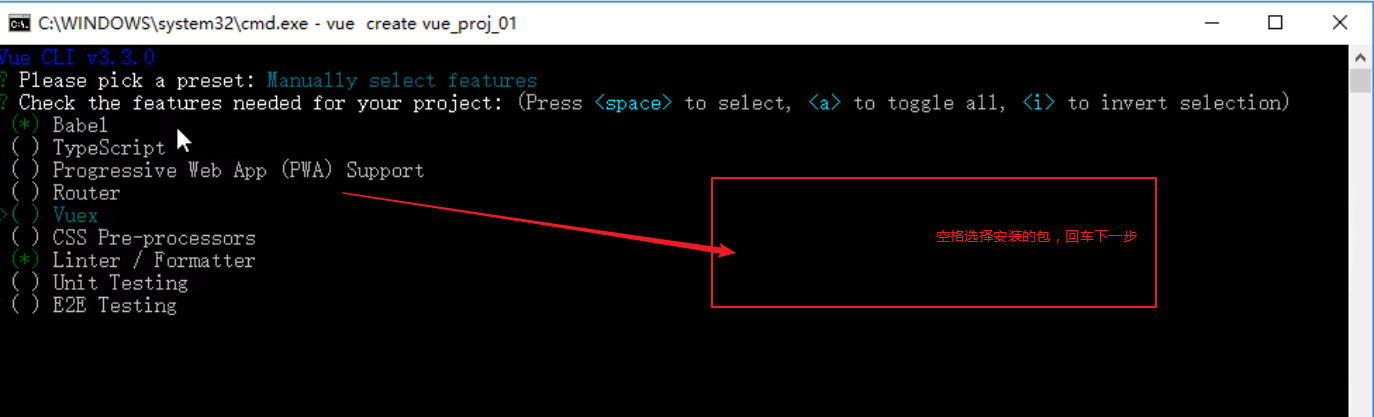 C:\WINDOWS\system32\cmd.exe - vue  create vue_proj_01
Vue CLI v3.3.0
? Please pick a preset: Manually select features
? Check the features needed for your project: (Press <space> to select, <a> to toggle all, <i> to invert selection)
(*) Babel
( ) TypeScript
( ) Progressive Web App (PWA) Support
( ) Router
>( ) Vuex
( ) CSS Pre-processors
空格选择安装的包，回车下一步
(*) Linter / Formatter
( ) Unit Testing
( ) E2E Testing